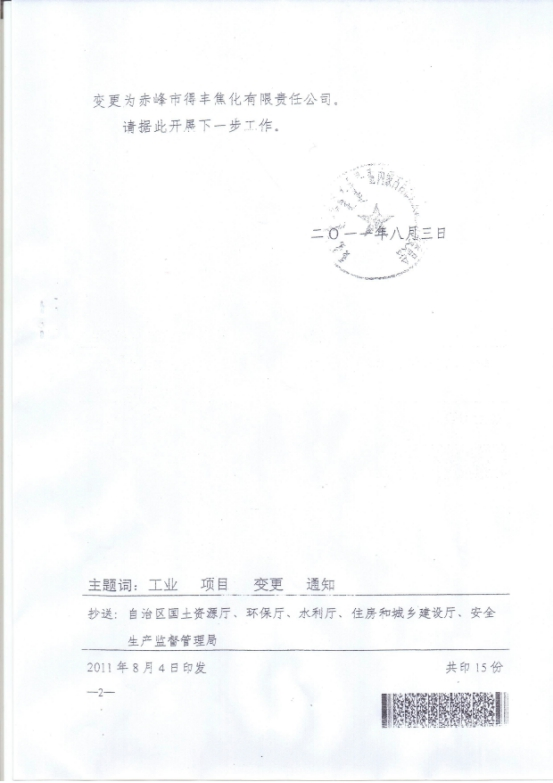 变更为赤峰市得丰焦化有限责任公司。
请据此开展下一步工作。
二〇一一年八月三日
主题词：工业 项目 变更 通知
抄送：自治区国土资源厅、环保厅、水利厅、住房和城乡建设厅、安全
生产监督管理局
2011年8月4日印发 共印15份
—2—